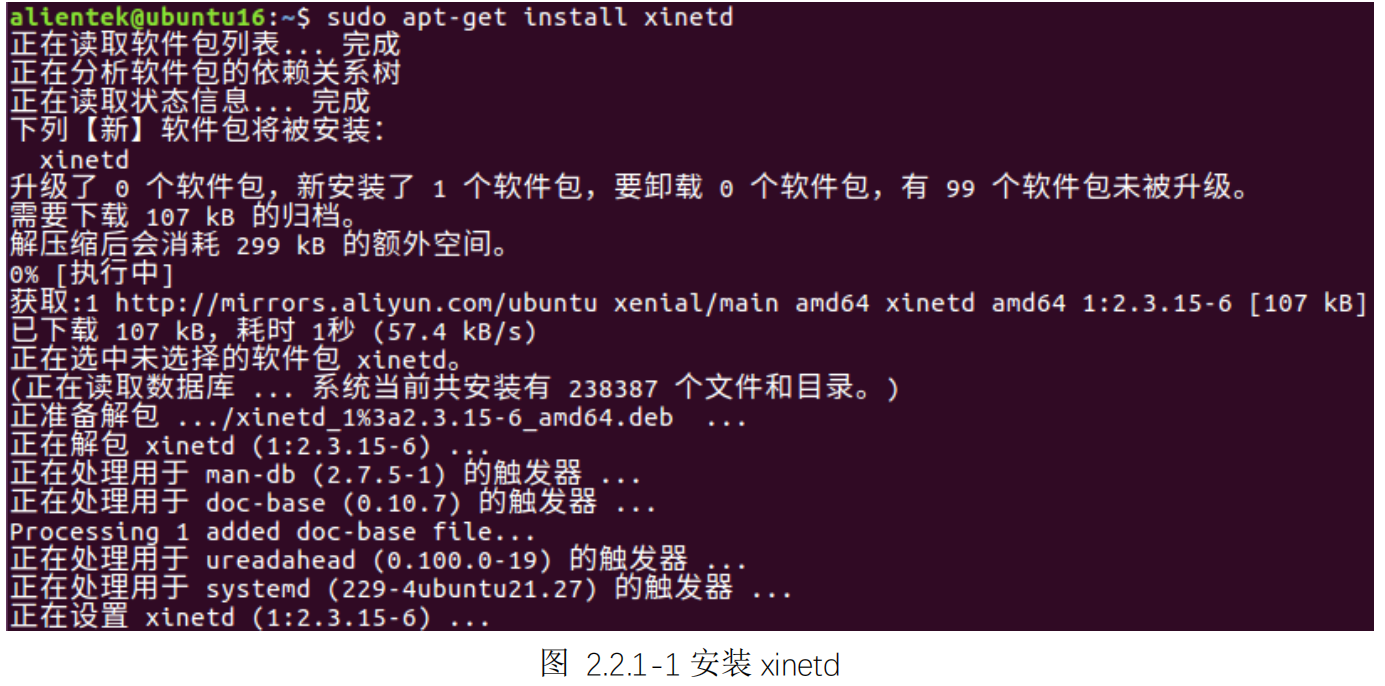 alientek@ubuntu16:~$ sudo apt-get install xinetd
正在读取软件包列表... 完成
正在分析软件包的依赖关系树
正在读取状态信息... 完成
下列【新】软件包将被安装：
  xinetd
升级了 0 个软件包，新安装了 1 个软件包，要卸载 0 个软件包，有 99 个软件包未被升级。
需要下载 107 kB 的归档。
解压缩后会消耗 299 kB 的额外空间。
0% [执行中]
获取:1 http://mirrors.aliyun.com/ubuntu xenial/main amd64 xinetd amd64 1:2.3.15-6 [107 kB]
已下载 107 kB，耗时 1秒 (57.4 kB/s)
正在选中未选择的软件包 xinetd。
(正在读取数据库 ... 系统当前共安装有 238387 个文件和目录。)
正准备解包 .../xinetd_1%3a2.3.15-6_amd64.deb  ...
正在解包 xinetd (1:2.3.15-6) ...
正在处理用于 man-db (2.7.5-1) 的触发器 ...
正在处理用于 doc-base (0.10.7) 的触发器 ...
Processing 1 added doc-base file...
正在处理用于 ureadahead (0.100.0-19) 的触发器 ...
正在处理用于 systemd (229-4ubuntu21.27) 的触发器 ...
正在设置 xinetd (1:2.3.15-6) ...
图 2.2.1-1 安装 xinetd